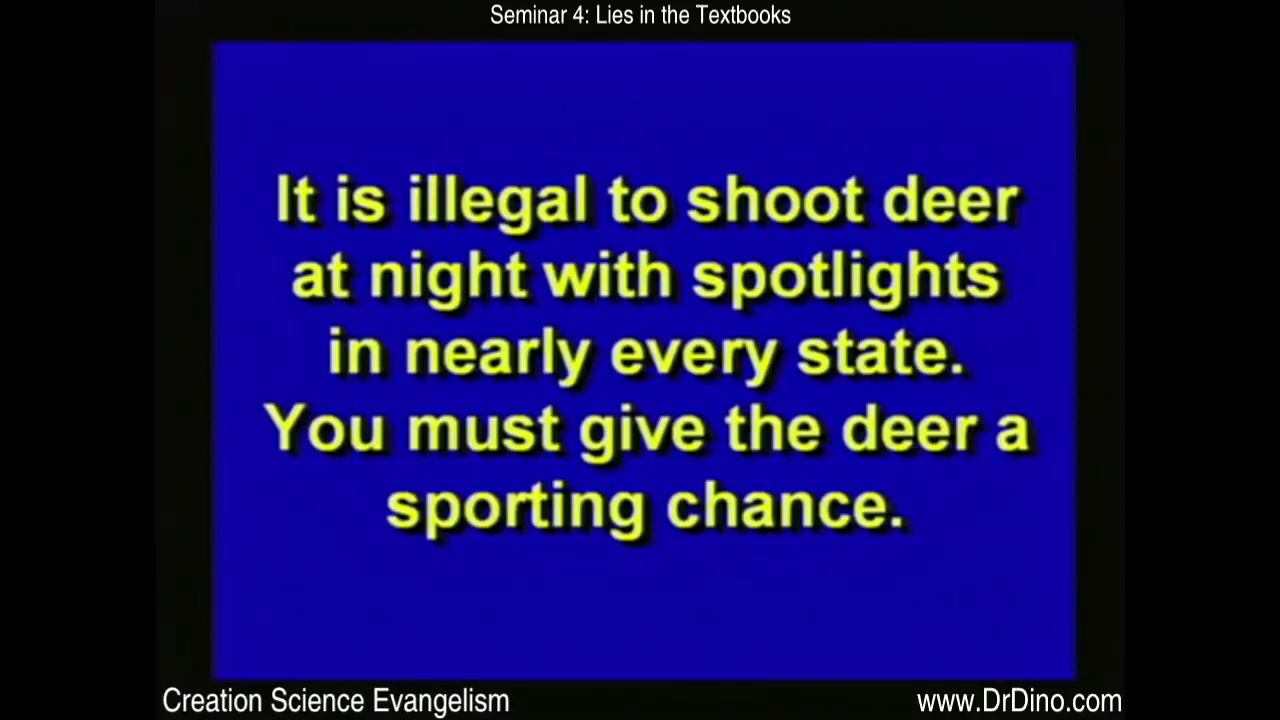 Seminar 4: Lies in the Textbooks
It is illegal to shoot deer
at night with spotlights
in nearly every state.
You must give the deer a
sporting chance.
Creation Science Evangelism
www.DrDino.com